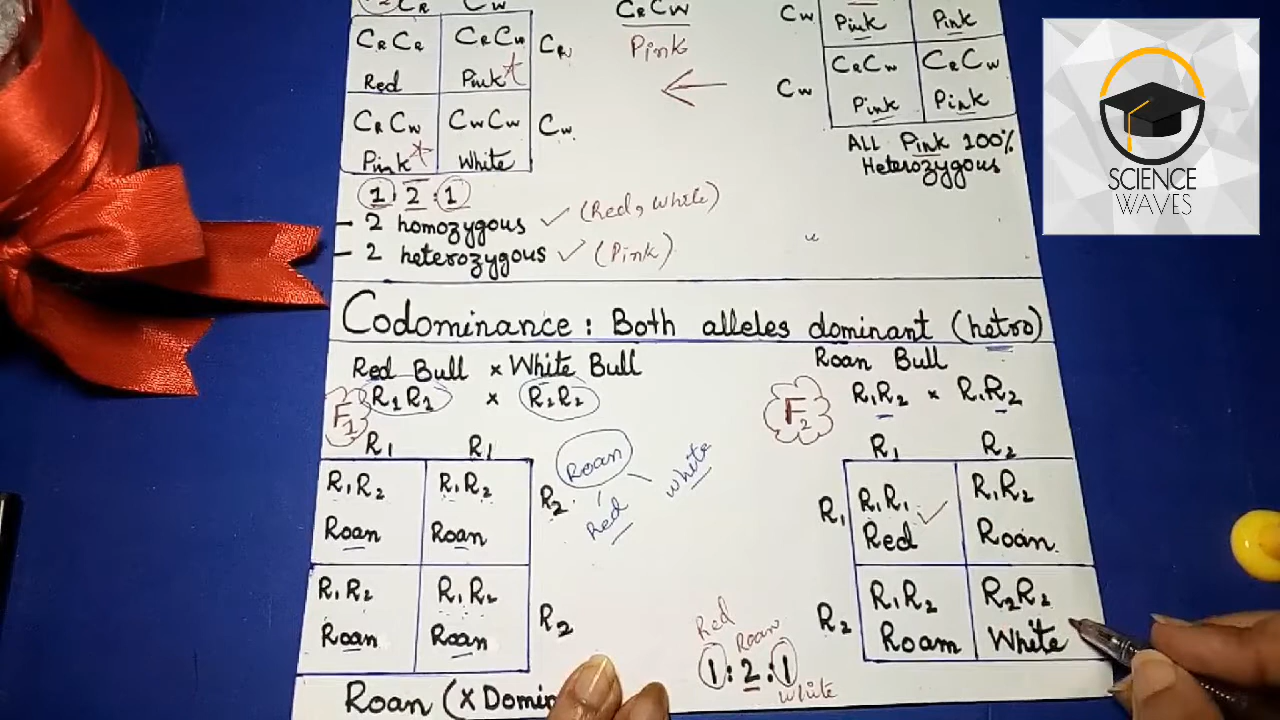 CR CW
CRCR CRCW CR
Red Pink
CRCW CWCW CW
Pink White
1 : 2 : 1
- 2 homozygous ✓ (Red, White)
- 2 heterozygous ✓ (Pink)
CRCW
Pink
CW Pink Pink
CW CRCW CRCW
Pink Pink
ALL Pink 100%
Heterozygous
SCIENCE
WAVES
Codominance : Both alleles dominant (hetro)
Red Bull × White Bull
F1 R1R1 × R2R2
R1 R1
R1R2 R1R2 R2
Roan Roan
R1R2 R1R2 R2
Roan Roan
Roan
Red
White
Roan Bull
F2 R1R2 × R1R2
R1 R2
R1 R1R1 ✓ R1R2
Red Roan
R2 R1R2 R2R2
Roam White
Red Roan
1 : 2 : 1
White
Roan (X Domin